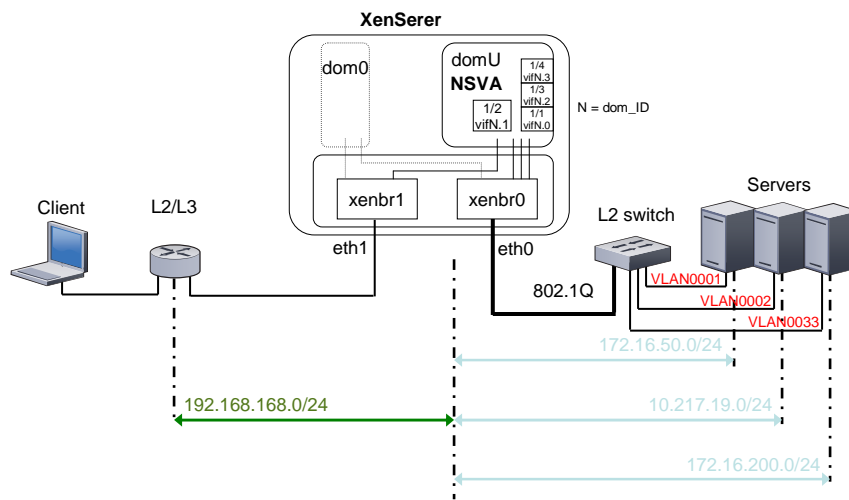 XenSerer
dom0
domU
NSVA
1/4
vifN.3
1/3
vifN.2
1/1
vifN.0
1/2
vifN.1
N = dom_ID
xenbr1
xenbr0
Client
L2/L3
eth1
eth0
L2 switch
Servers
802.1Q
VLAN0001
VLAN0002
VLAN0033
172.16.50.0/24
192.168.168.0/24
10.217.19.0/24
172.16.200.0/24